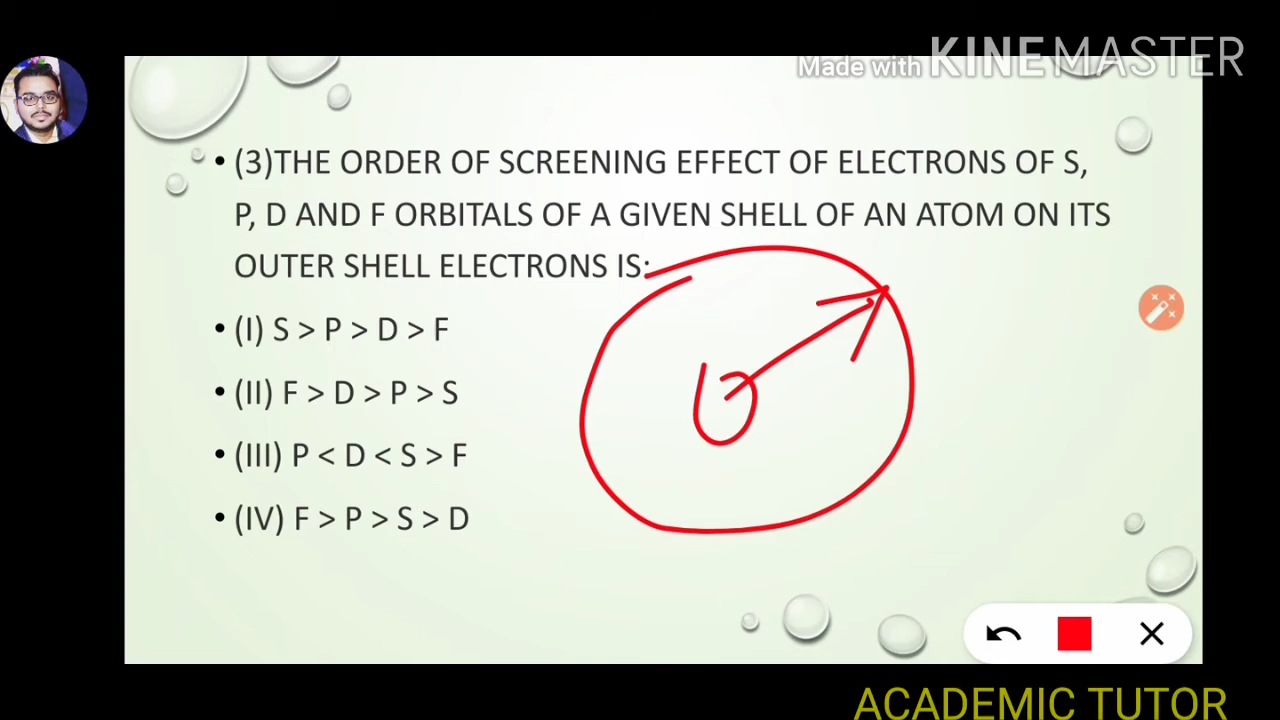 Made with KINEMASTER
• (3)THE ORDER OF SCREENING EFFECT OF ELECTRONS OF S,
P, D AND F ORBITALS OF A GIVEN SHELL OF AN ATOM ON ITS
OUTER SHELL ELECTRONS IS:
• (I) S > P > D > F
• (II) F > D > P > S
• (III) P < D < S > F
• (IV) F > P > S > D
ACADEMIC TUTOR